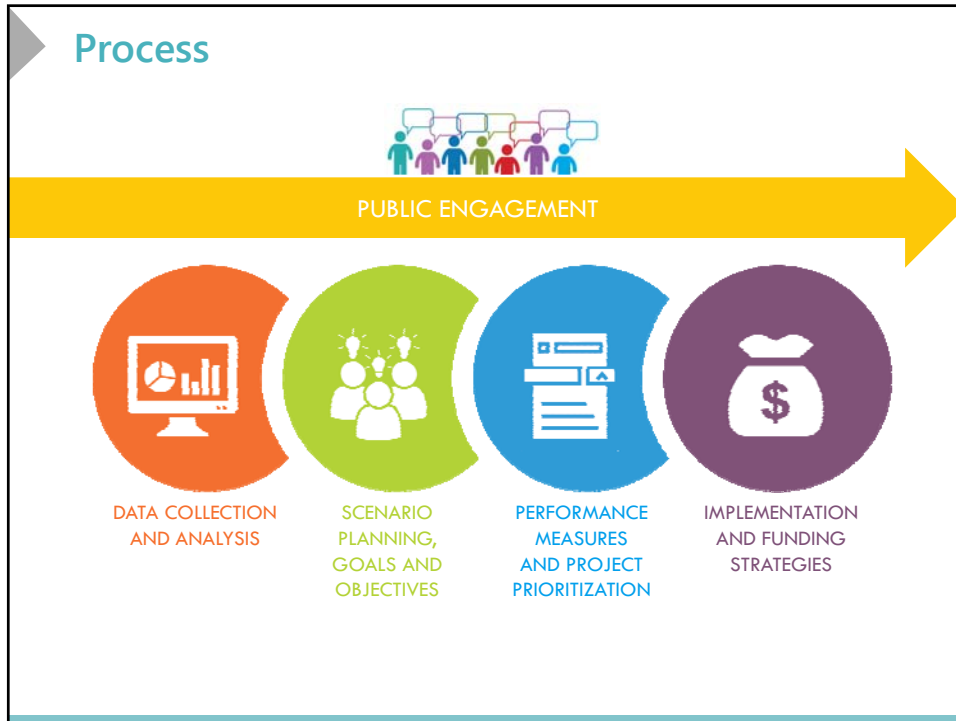 Process
PUBLIC ENGAGEMENT
$
DATA COLLECTION
AND ANALYSIS
SCENARIO
PLANNING,
GOALS AND
OBJECTIVES
PERFORMANCE
MEASURES
AND PROJECT
PRIORITIZATION
IMPLEMENTATION
AND FUNDING
STRATEGIES